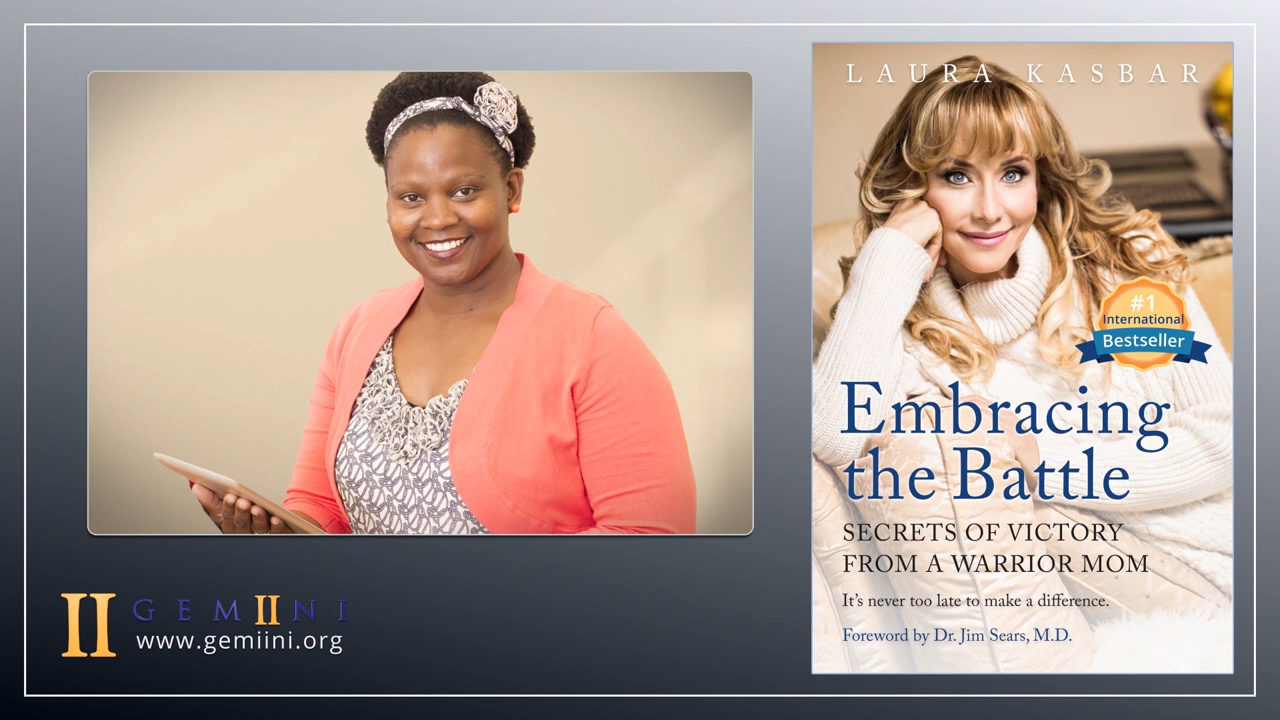 LAURA KASBAR
#1
International
Bestseller
Embracing
the Battle
SECRETS OF VICTORY
FROM A WARRIOR MOM
It's never too late to make a difference.
Foreword by Dr. Jim Sears, M.D.
II GEMIINI
www.gemiini.org